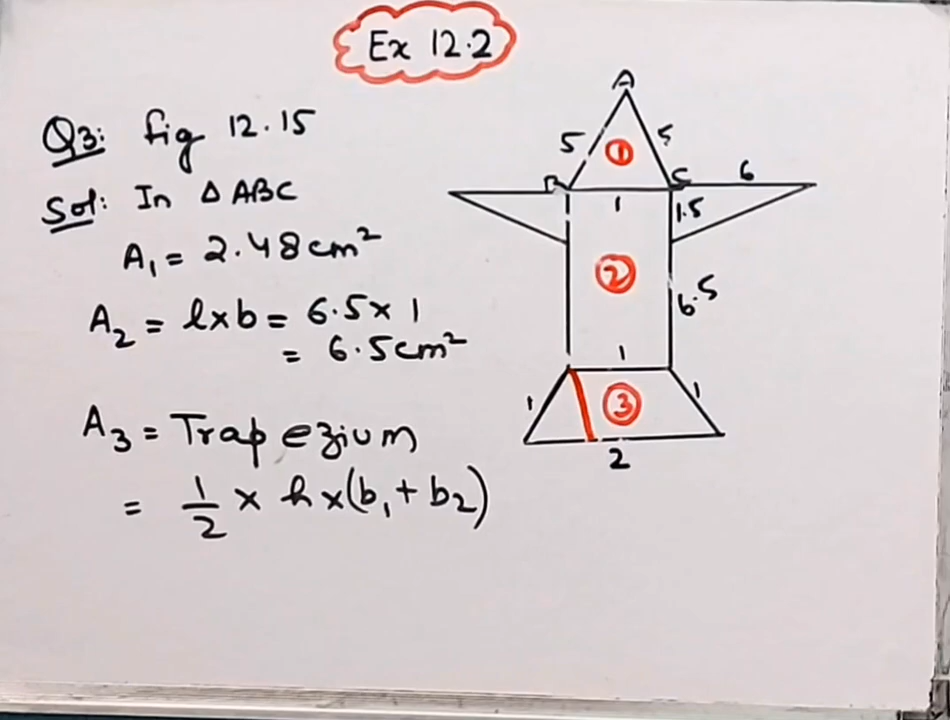 Ex 12.2
Q3: fig 12.15
Sol: In △ ABC
A₁ = 2.48 cm²
A₂ = l×b = 6.5 × 1
= 6.5 cm²
A₃ = Trapezium
= 1/2 × h × (b₁ + b₂)
A
5
5
①
B
C
6
1
1.5
②
6.5
1
1
③
1
2